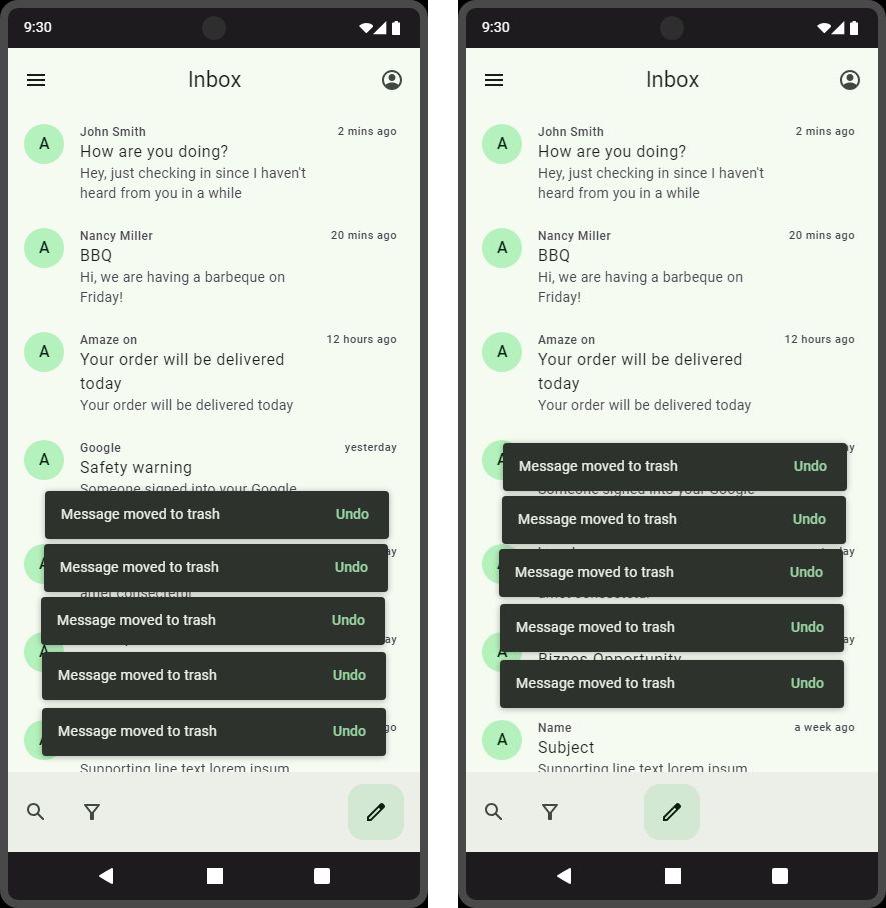 9:30
Inbox
A
John Smith
2 mins ago
How are you doing?
Hey, just checking in since I haven't
heard from you in a while
A
Nancy Miller
20 mins ago
BBQ
Hi, we are having a barbeque on
Friday!
A
Amaze on
12 hours ago
Your order will be delivered
today
Your order will be delivered today
A
Google
yesterday
Safety warning
Someone signed into your Google
Message moved to trash
Undo
Message moved to trash
Undo
Message moved to trash
Undo
Message moved to trash
Undo
Message moved to trash
Undo
Supporting line text lorem ipsum
9:30
Inbox
A
John Smith
2 mins ago
How are you doing?
Hey, just checking in since I haven't
heard from you in a while
A
Nancy Miller
20 mins ago
BBQ
Hi, we are having a barbeque on
Friday!
A
Amaze on
12 hours ago
Your order will be delivered
today
Your order will be delivered today
Message moved to trash
Undo
Someone signed into your Google
Message moved to trash
Undo
Message moved to trash
Undo
Message moved to trash
Undo
Biznes Opportunity
Message moved to trash
Undo
A
Name
a week ago
Subject
Supporting line text lorem ipsum